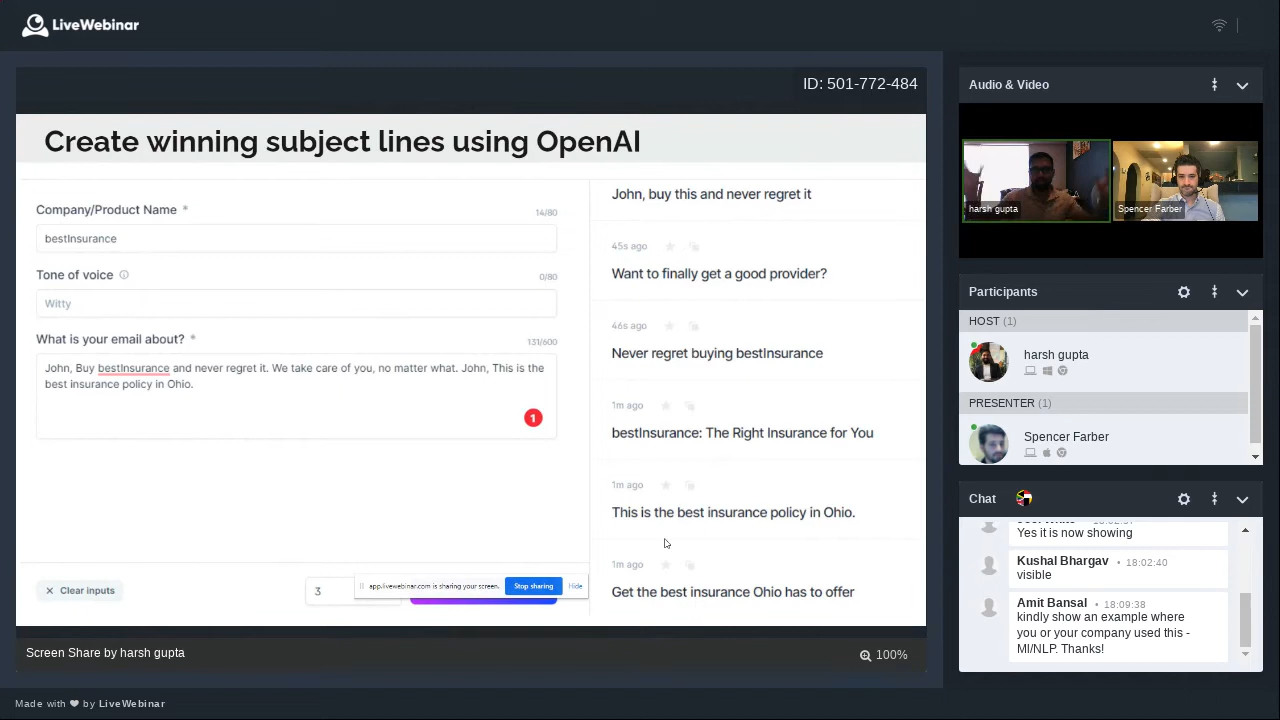 LiveWebinar
ID: 501-772-484
Create winning subject lines using OpenAI
Company/Product Name *
14/80
bestInsurance
Tone of voice
0/80
Witty
What is your email about? *
131/600
John, Buy bestInsurance and never regret it. We take care of you, no matter what. John, This is the
best insurance policy in Ohio.
1
Clear inputs
3
app.livewebinar.com is sharing your screen.
Stop sharing
Hide
John, buy this and never regret it
45s ago
Want to finally get a good provider?
46s ago
Never regret buying bestInsurance
1m ago
bestInsurance: The Right Insurance for You
1m ago
This is the best insurance policy in Ohio.
1m ago
Get the best insurance Ohio has to offer
Screen Share by harsh gupta
100%
Audio & Video
harsh gupta
Spencer Farber
Participants
HOST (1)
harsh gupta
PRESENTER (1)
Spencer Farber
Chat
Yes it is now showing
Kushal Bhargav • 18:02:40
visible
Amit Bansal • 18:09:38
kindly show an example where
you or your company used this -
MI/NLP. Thanks!
Made with ❤ by LiveWebinar